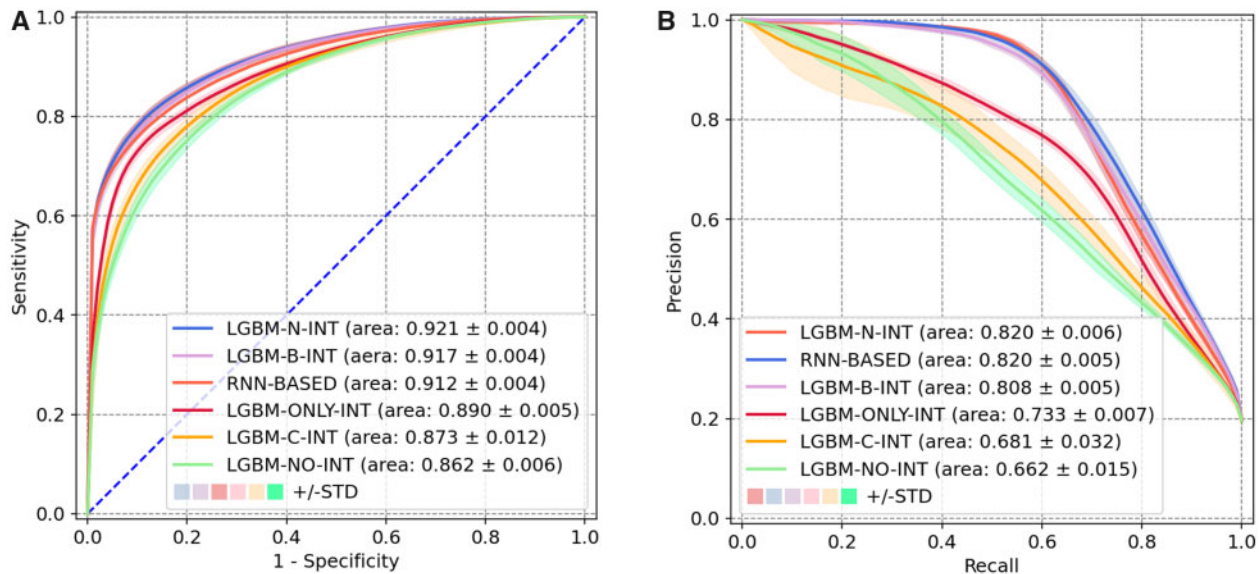 A
Sensitivity
1.0
0.8
0.6
0.4
0.2
0.0
LGBM-N-INT (area: 0.921 ± 0.004)
LGBM-B-INT (aera: 0.917 ± 0.004)
RNN-BASED (area: 0.912 ± 0.004)
LGBM-ONLY-INT (area: 0.890 ± 0.005)
LGBM-C-INT (area: 0.873 ± 0.012)
LGBM-NO-INT (area: 0.862 ± 0.006)
+/-STD
0.0 0.2 0.4 0.6 0.8 1.0
1 - Specificity
B
Precision
1.0
0.8
0.6
0.4
0.2
0.0
LGBM-N-INT (area: 0.820 ± 0.006)
RNN-BASED (area: 0.820 ± 0.005)
LGBM-B-INT (area: 0.808 ± 0.005)
LGBM-ONLY-INT (area: 0.733 ± 0.007)
LGBM-C-INT (area: 0.681 ± 0.032)
LGBM-NO-INT (area: 0.662 ± 0.015)
+/-STD
0.0 0.2 0.4 0.6 0.8 1.0
Recall